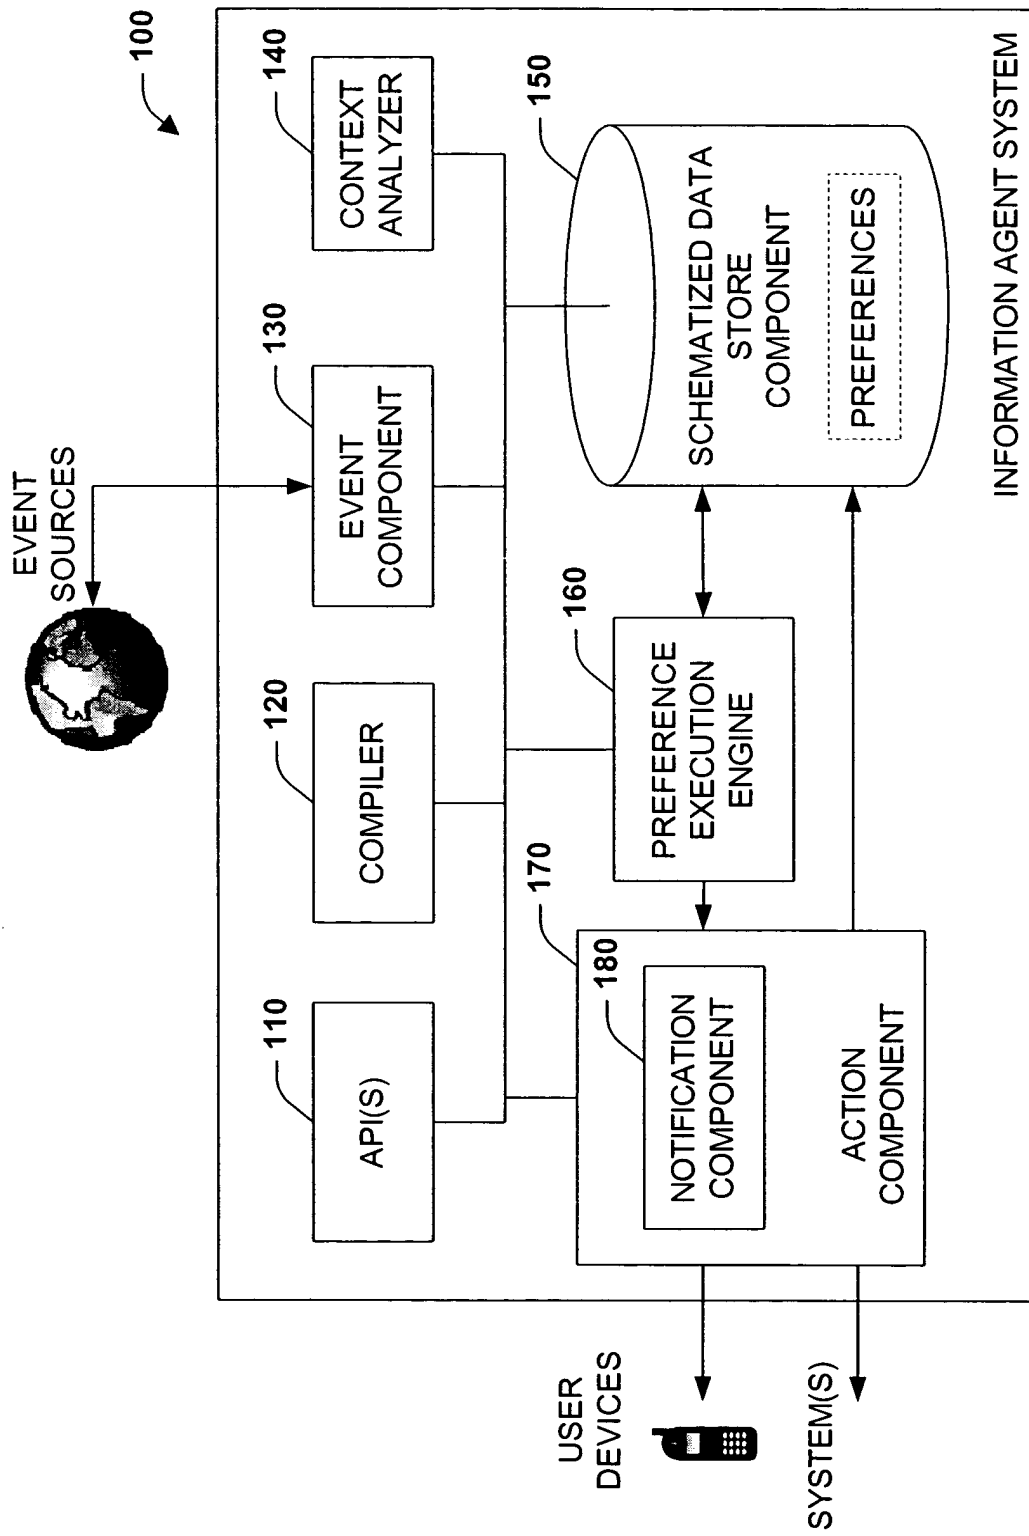 100
EVENT
SOURCES
110
API(S)
120
COMPILER
130
EVENT
COMPONENT
140
CONTEXT
ANALYZER
USER
DEVICES
SYSTEM(S)
170
180
NOTIFICATION
COMPONENT
ACTION
COMPONENT
160
PREFERENCE
EXECUTION
ENGINE
150
SCHEMATIZED DATA
STORE
COMPONENT
PREFERENCES
INFORMATION AGENT SYSTEM